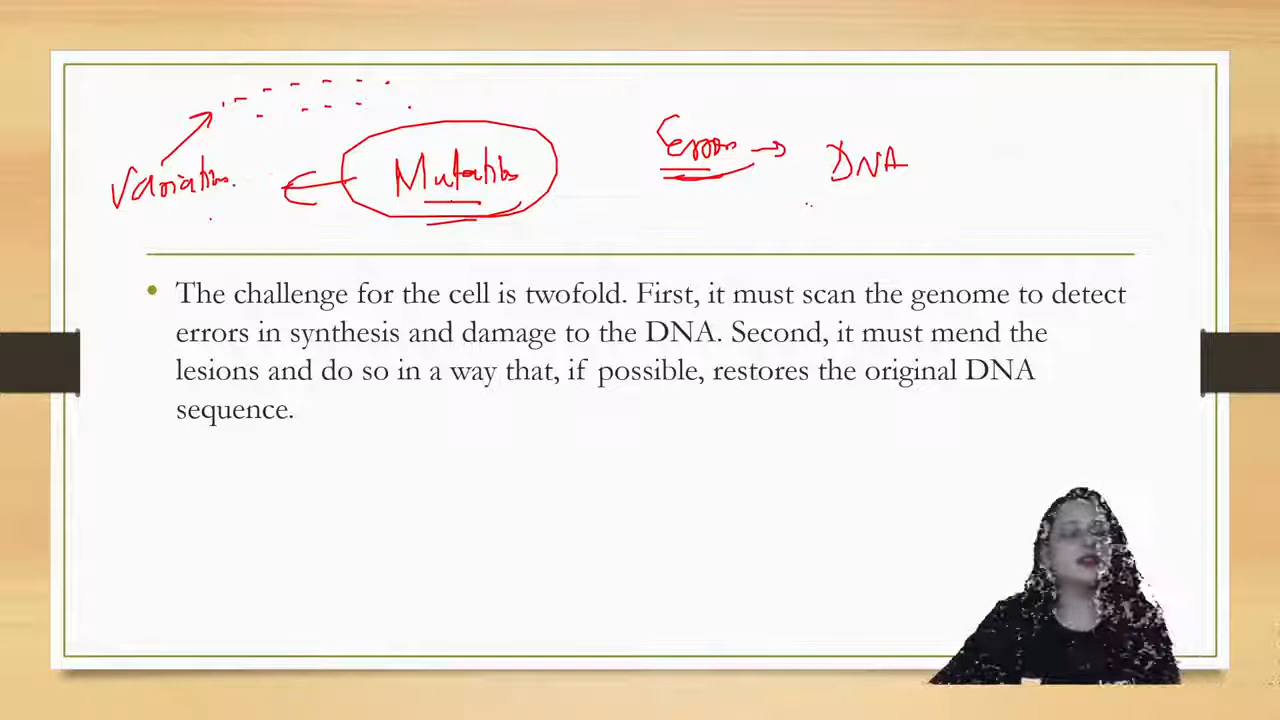 Errors
DNA
Mutation
Variation.
• The challenge for the cell is twofold. First, it must scan the genome to detect
errors in synthesis and damage to the DNA. Second, it must mend the
lesions and do so in a way that, if possible, restores the original DNA
sequence.